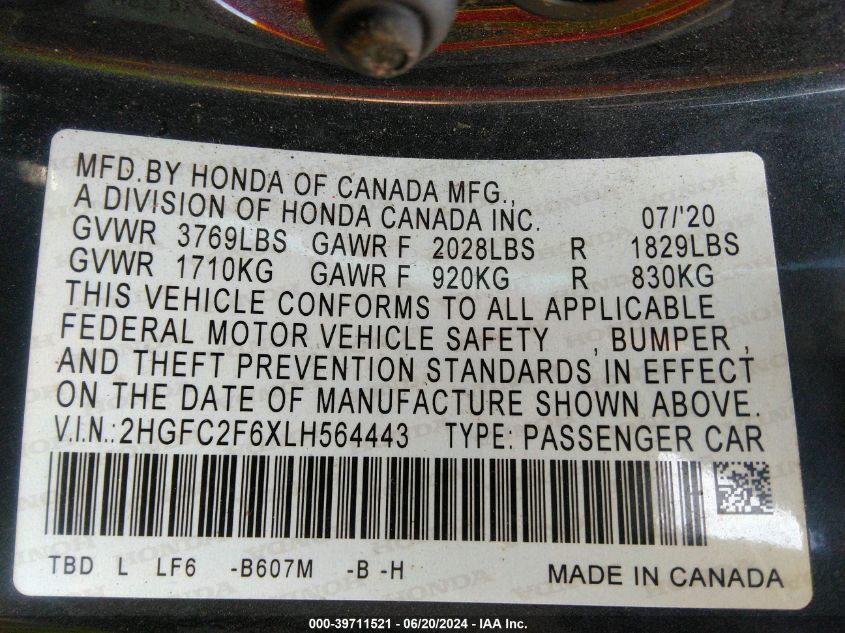 MFD.BY HONDA OF CANADA MFG.,
A DIVISION OF HONDA CANADA INC. 07/'20
GVWR 3769LBS GAWR F 2028LBS R 1829LBS
GVWR 1710KG GAWR F 920KG R 830KG
THIS VEHICLE CONFORMS TO ALL APPLICABLE
FEDERAL MOTOR VEHICLE SAFETY , BUMPER ,
AND THEFT PREVENTION STANDARDS IN EFFECT
ON THE DATE OF MANUFACTURE SHOWN ABOVE.
V.I.N.:2HGFC2F6XLH564443 TYPE: PASSENGER CAR
TBD L LF6 -B607M -B -H MADE IN CANADA
000-39711521 - 06/20/2024 - IAA Inc.